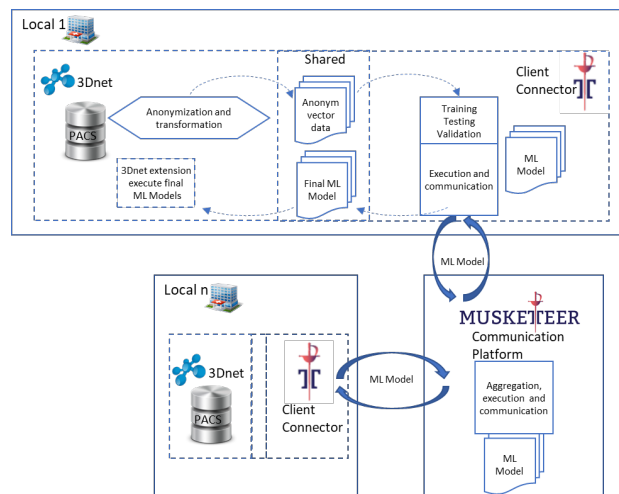 Local 1
3Dnet
PACS
Anonymization and
transformation
3Dnet extension
execute final
ML Models
Shared
Anonym
vector
data
Final ML
Model
Client
Connector
Training
Testing
Validation
Execution and
communication
ML
Model
ML Model
Local n
3Dnet
PACS
Client
Connector
ML Model
MUSKETEER
Communication
Platform
Aggregation,
execution and
communication
ML
Model